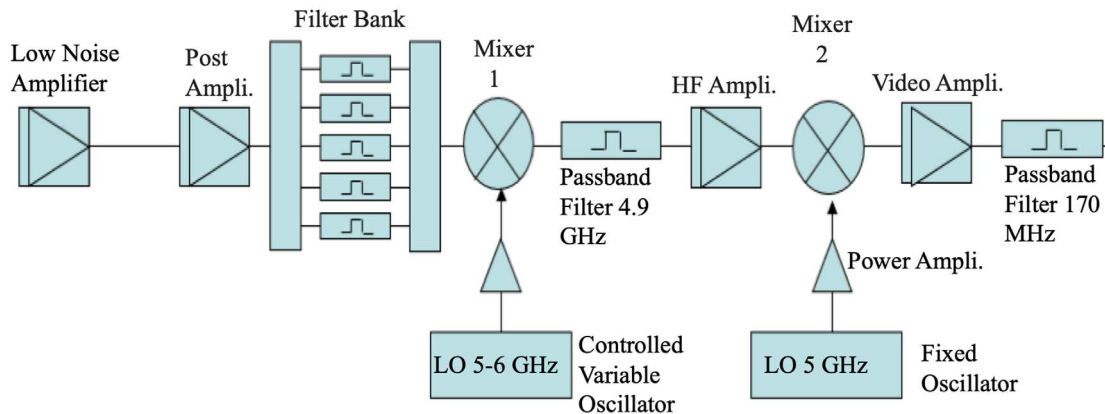 Filter Bank
Low Noise
Amplifier
Post
Ampli.
Mixer
1
HF Ampli.
Mixer
2
Video Ampli.
Passband
Filter 4.9
GHz
Passband
Filter 170
MHz
Power Ampli.
LO 5-6 GHz
Controlled
Variable
Oscillator
LO 5 GHz
Fixed
Oscillator